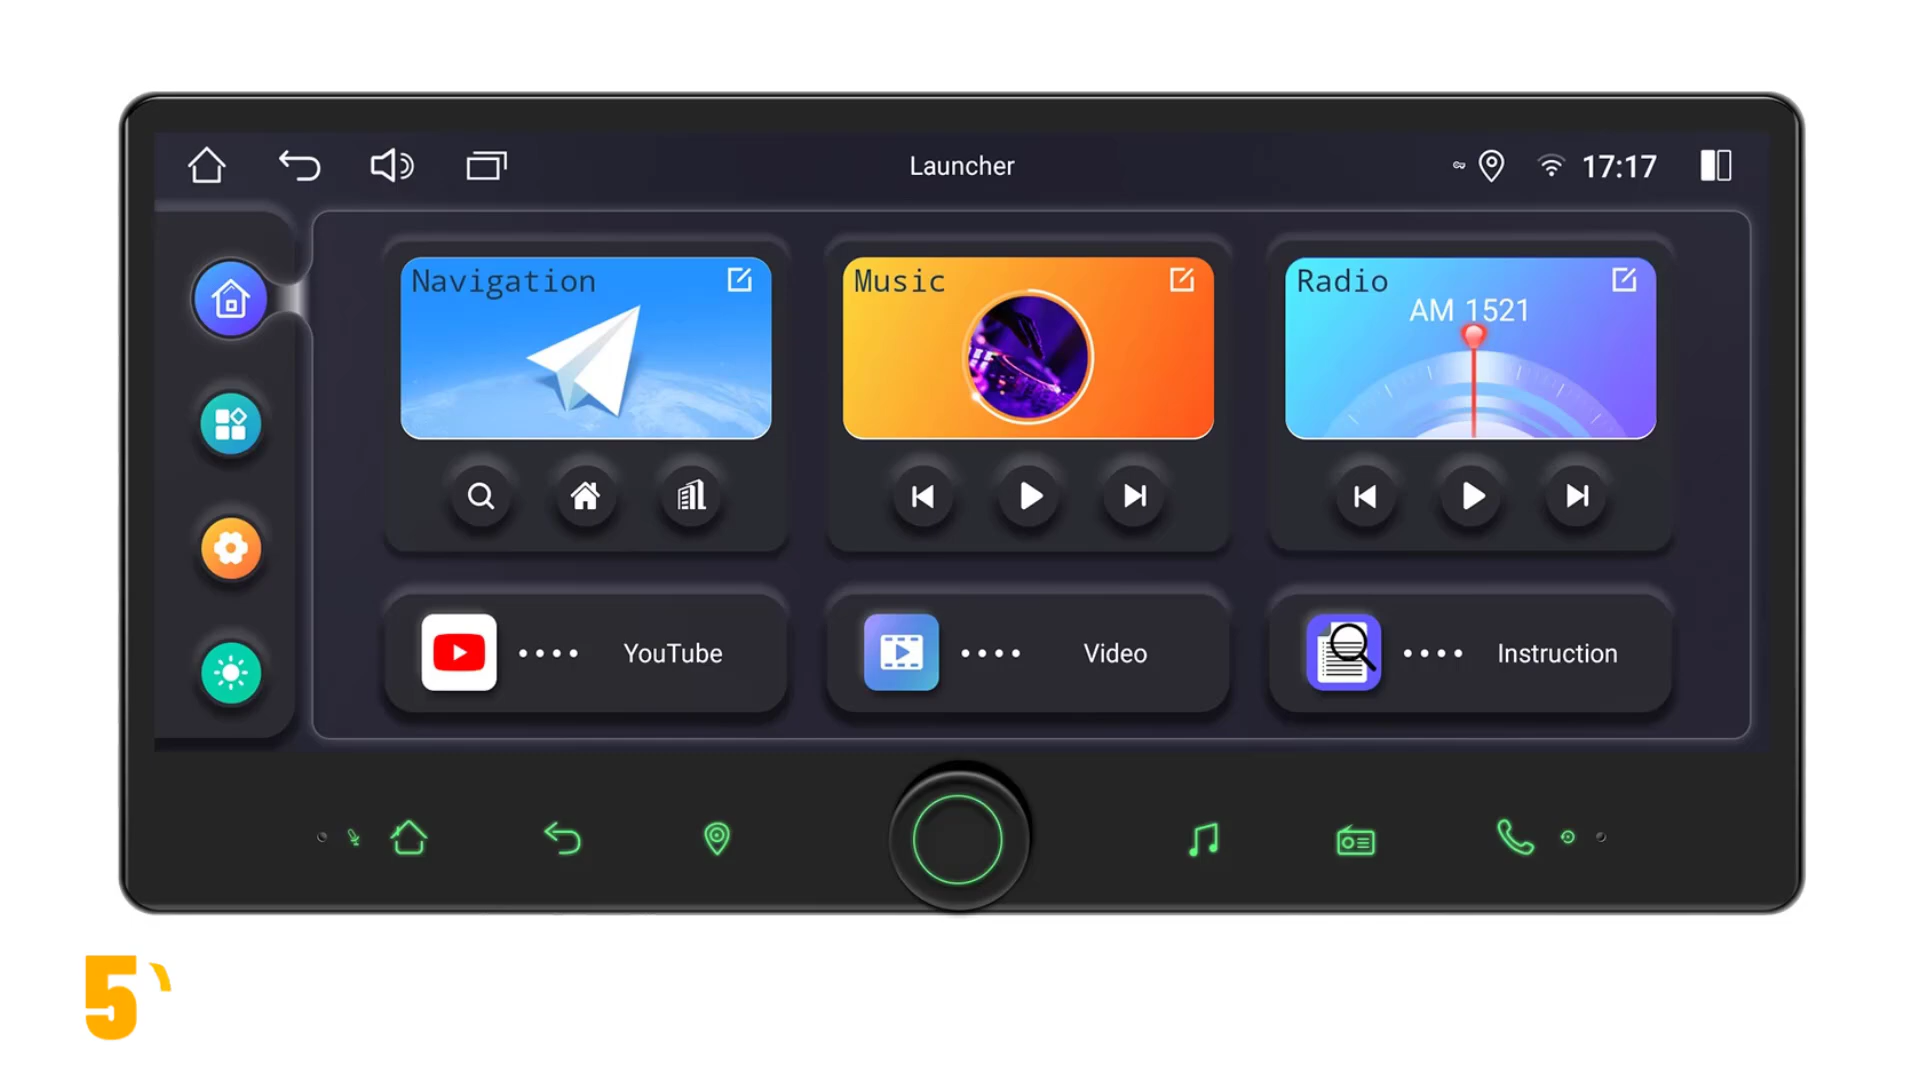 Launcher
17:17
Navigation
Music
Radio
AM 1521
YouTube
Video
Instruction
5